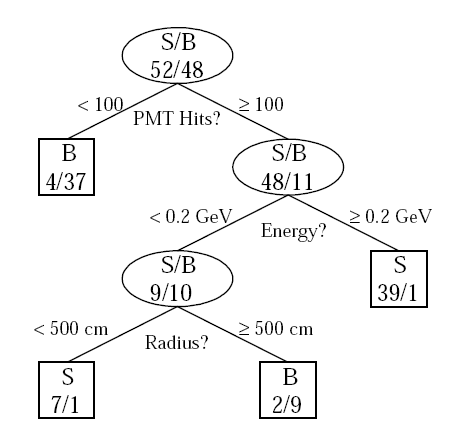 S/B
52/48
< 100
≥ 100
PMT Hits?
B
4/37
S/B
48/11
< 0.2 GeV
≥ 0.2 GeV
Energy?
S/B
9/10
S
39/1
< 500 cm
≥ 500 cm
Radius?
S
7/1
B
2/9